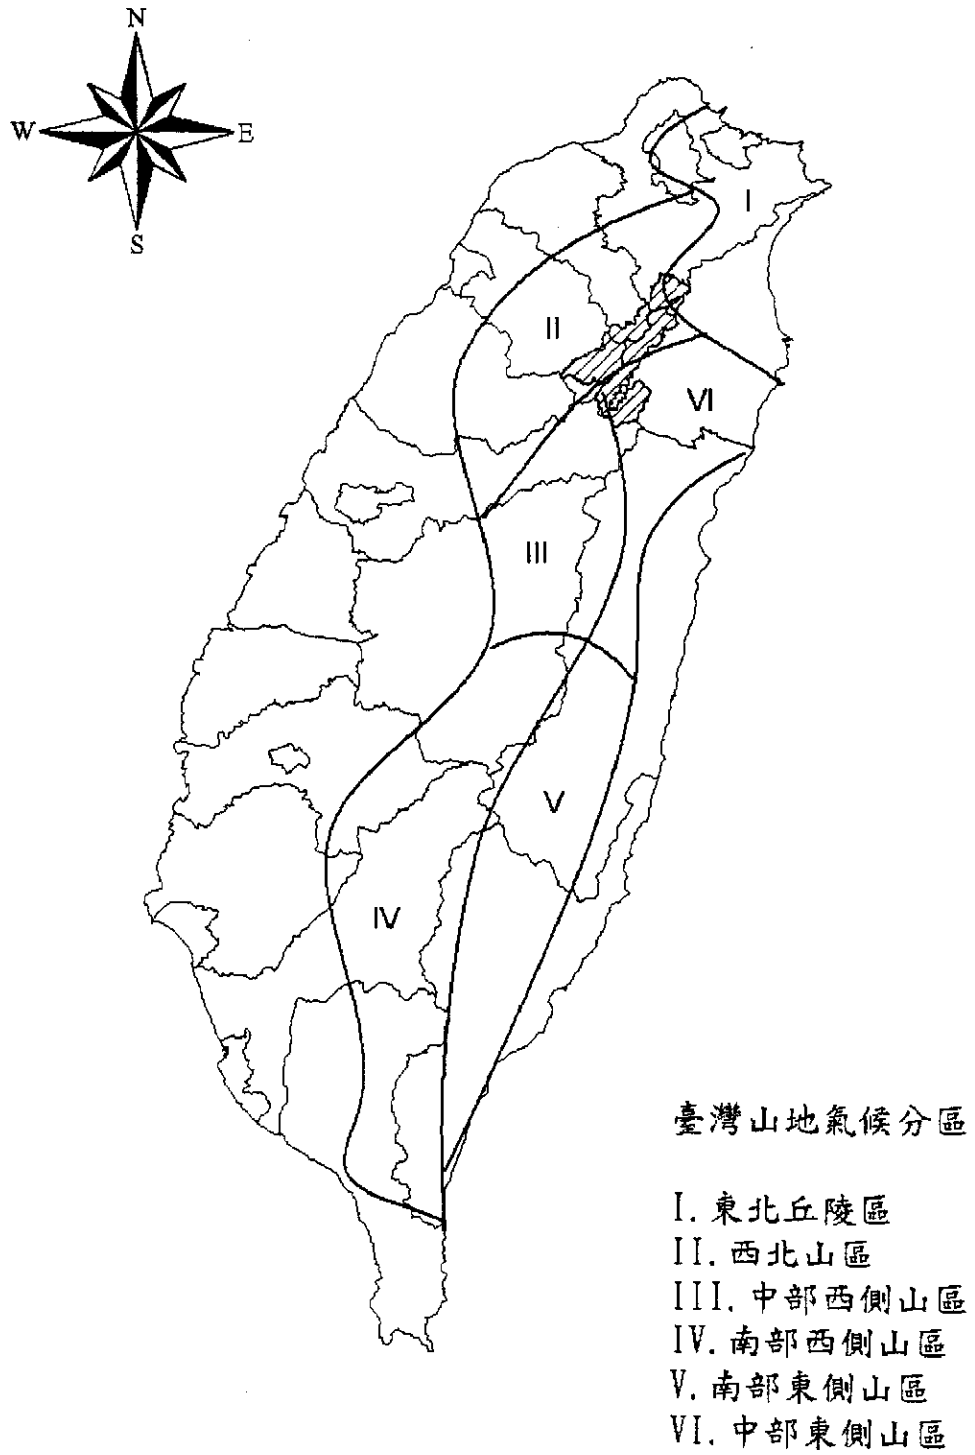 N
W E
S
I
II
VI
III
V
IV
臺灣山地氣候分區
I. 東北丘陵區
II. 西北山區
III. 中部西側山區
IV. 南部西側山區
V. 南部東側山區
VI. 中部東側山區